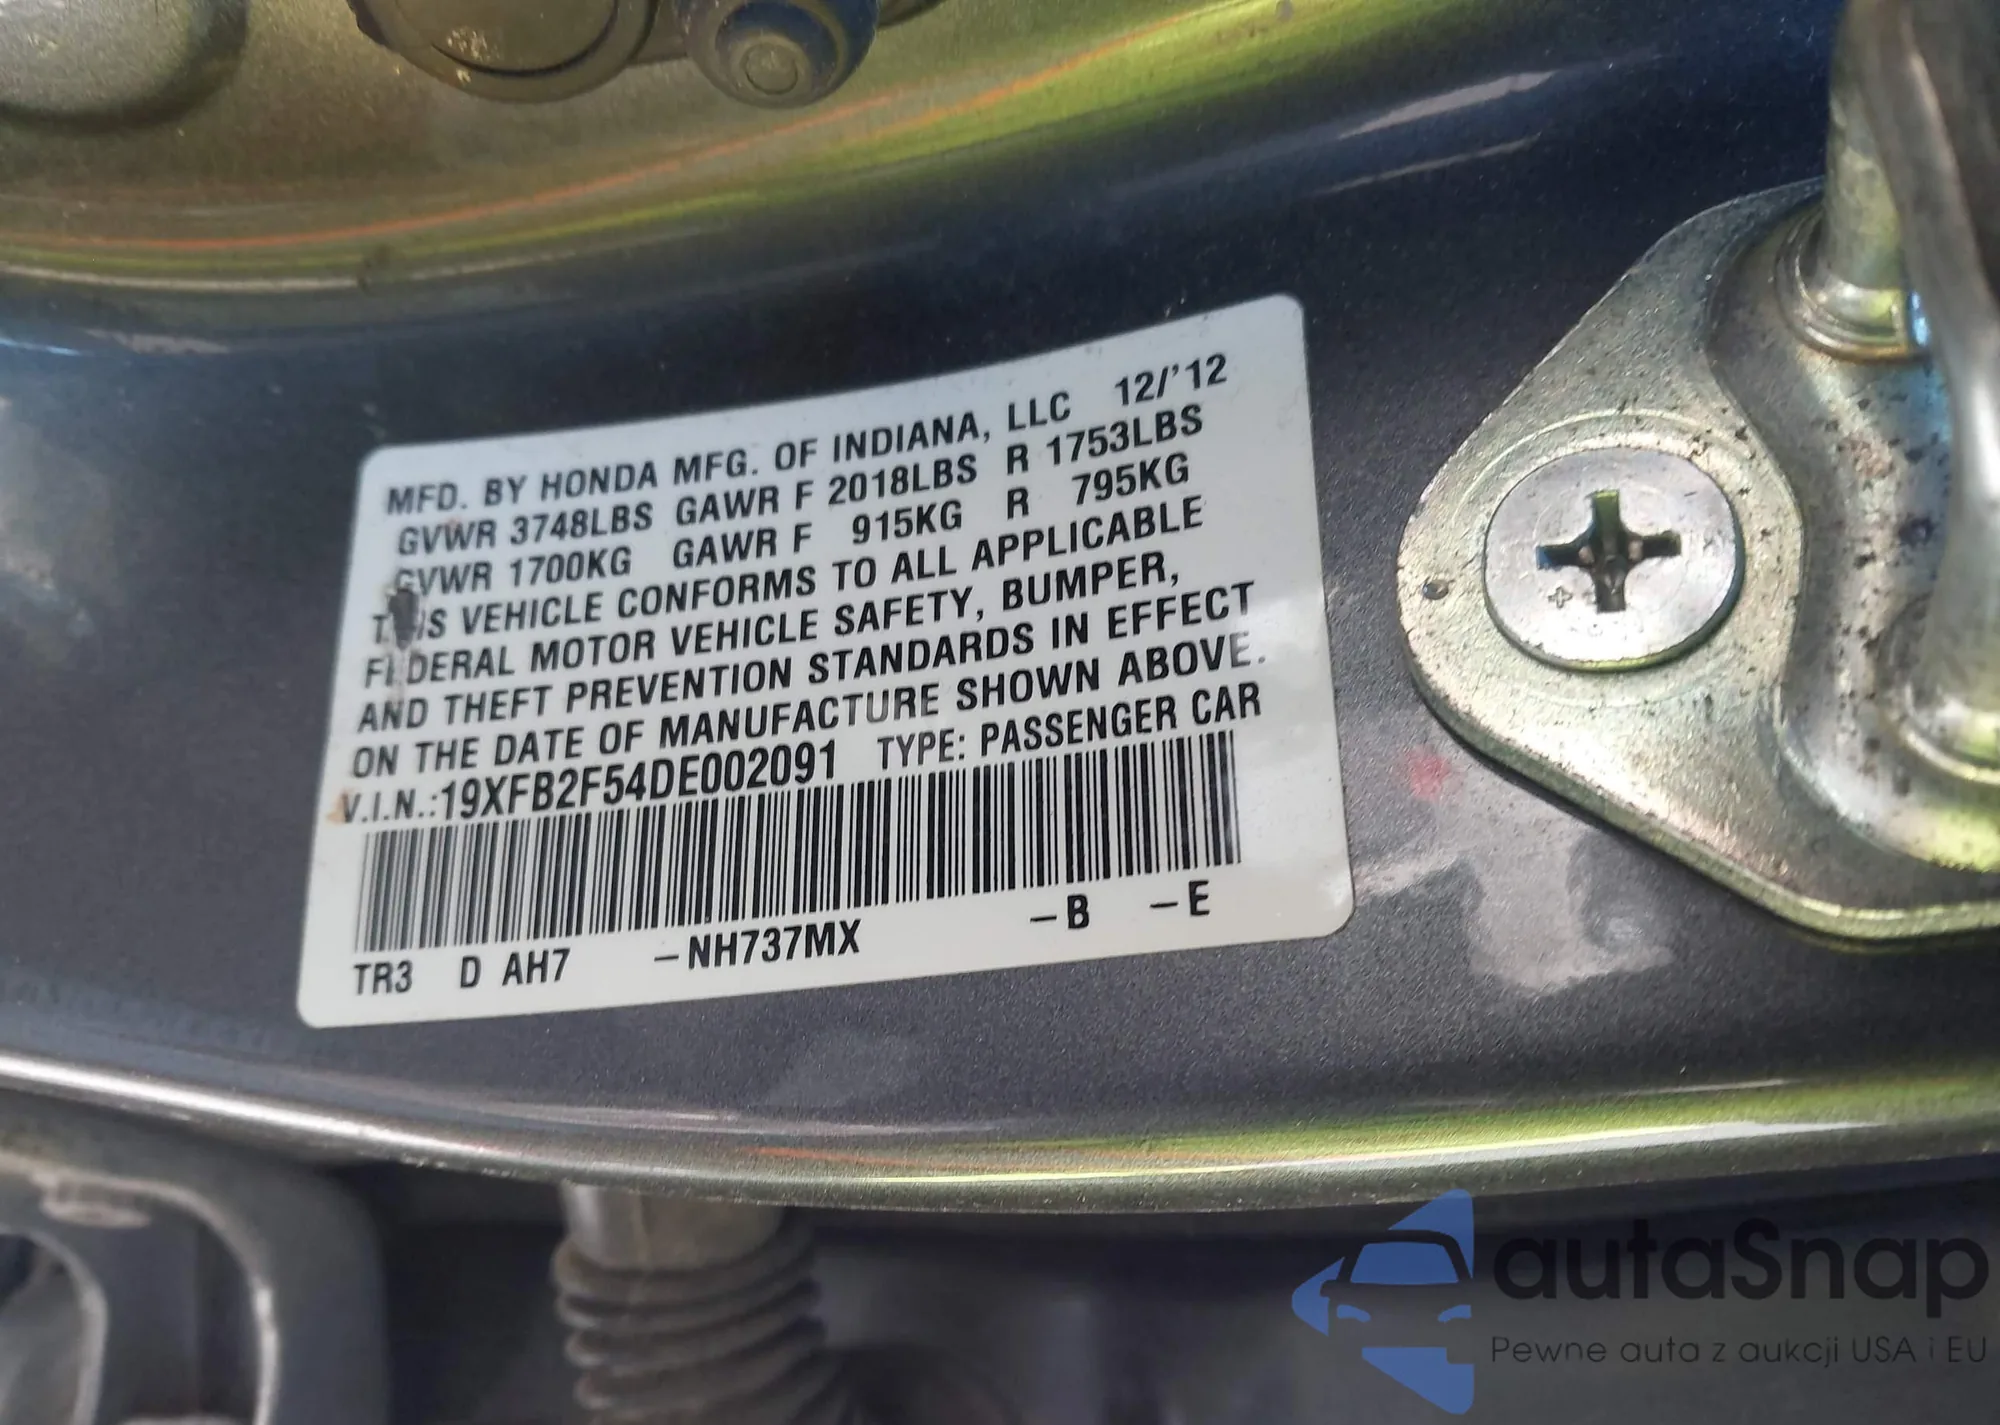 MFD. BY HONDA MFG. OF INDIANA, LLC 12/'12
GVWR 3748LBS GAWR F 2018LBS R 1753LBS
GVWR 1700KG GAWR F 915KG R 795KG
THIS VEHICLE CONFORMS TO ALL APPLICABLE
FEDERAL MOTOR VEHICLE SAFETY, BUMPER,
AND THEFT PREVENTION STANDARDS IN EFFECT
ON THE DATE OF MANUFACTURE SHOWN ABOVE.
V.I.N.:19XFB2F54DE002091 TYPE: PASSENGER CAR
TR3 D AH7 –NH737MX –B –E
autaSnap
Pewne auta z aukcji USA i EU